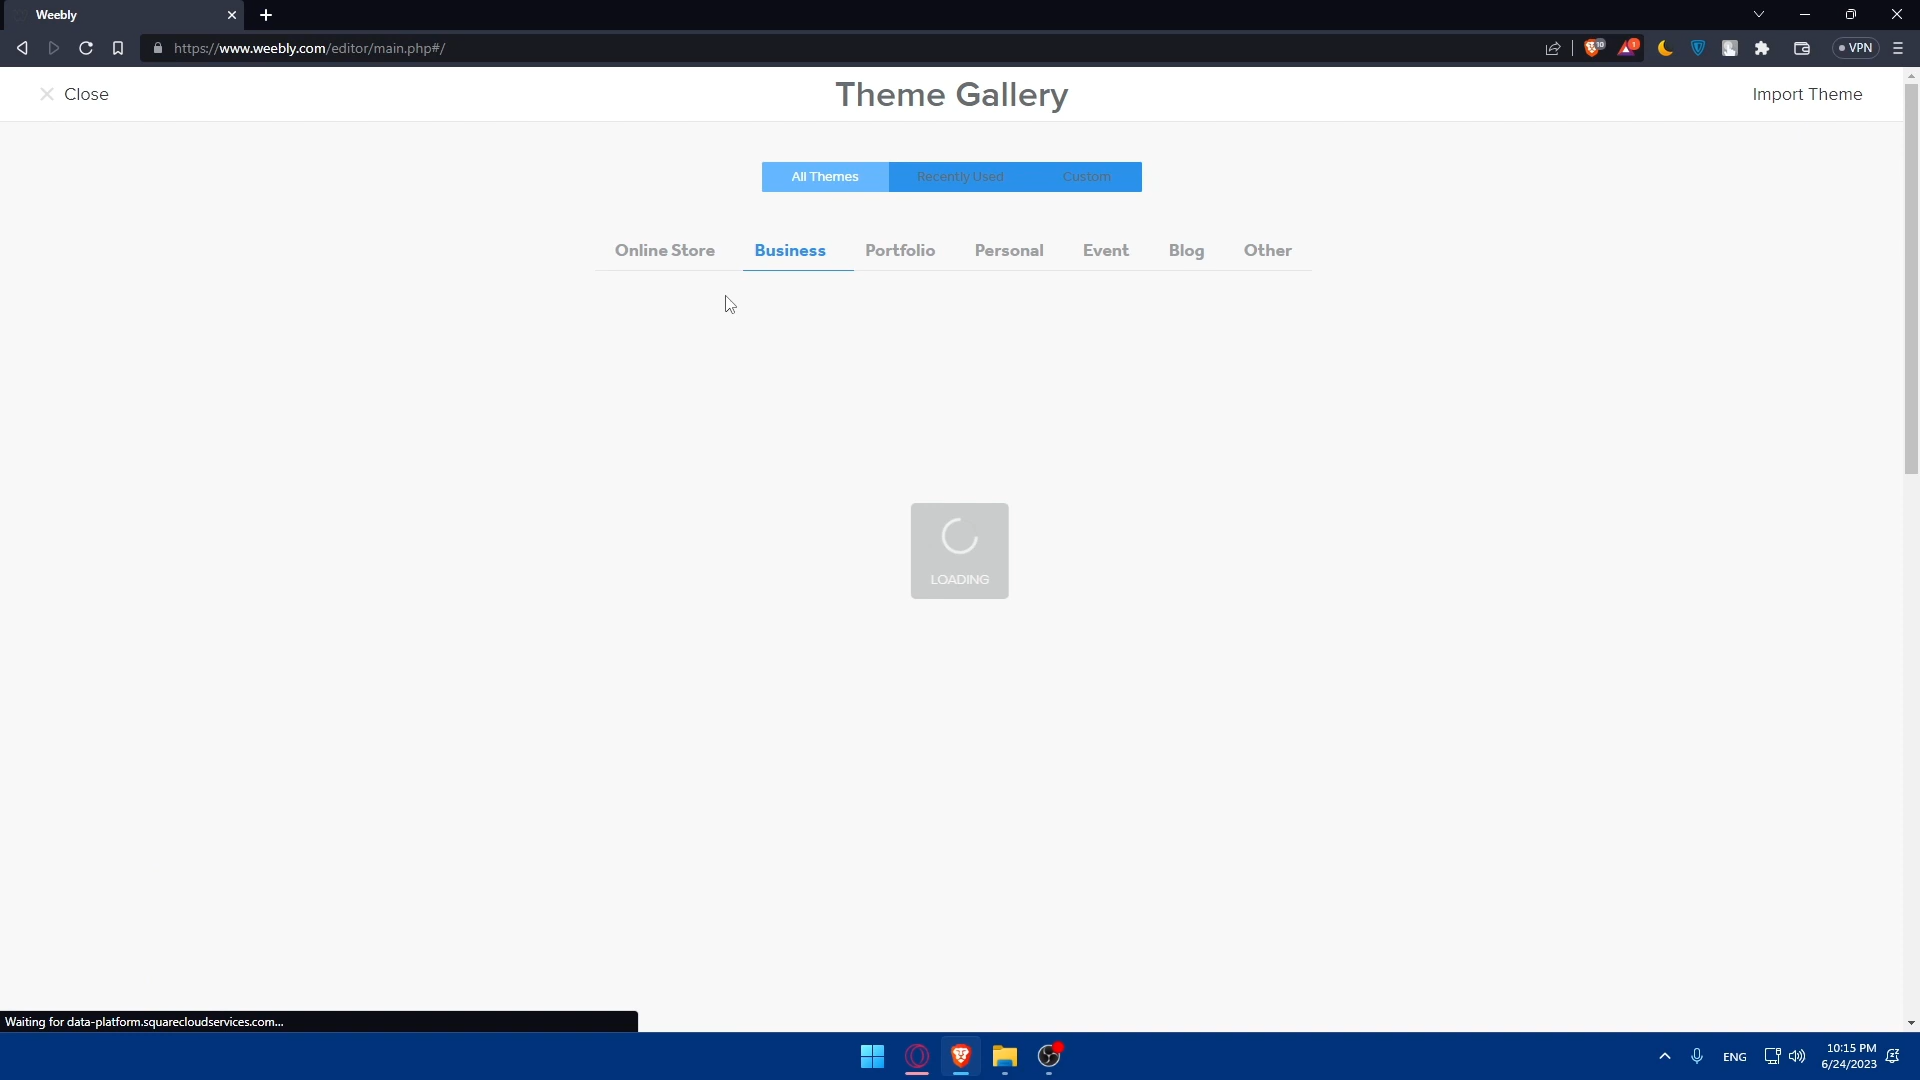 Weebly
https://www.weebly.com/editor/main.php#/
10
1
VPN
Close
Theme Gallery
Import Theme
All Themes
Recently Used
Custom
Online Store
Business
Portfolio
Personal
Event
Blog
Other
LOADING
Waiting for data-platform.squarecloudservices.com...
ENG
10:15 PM
6/24/2023